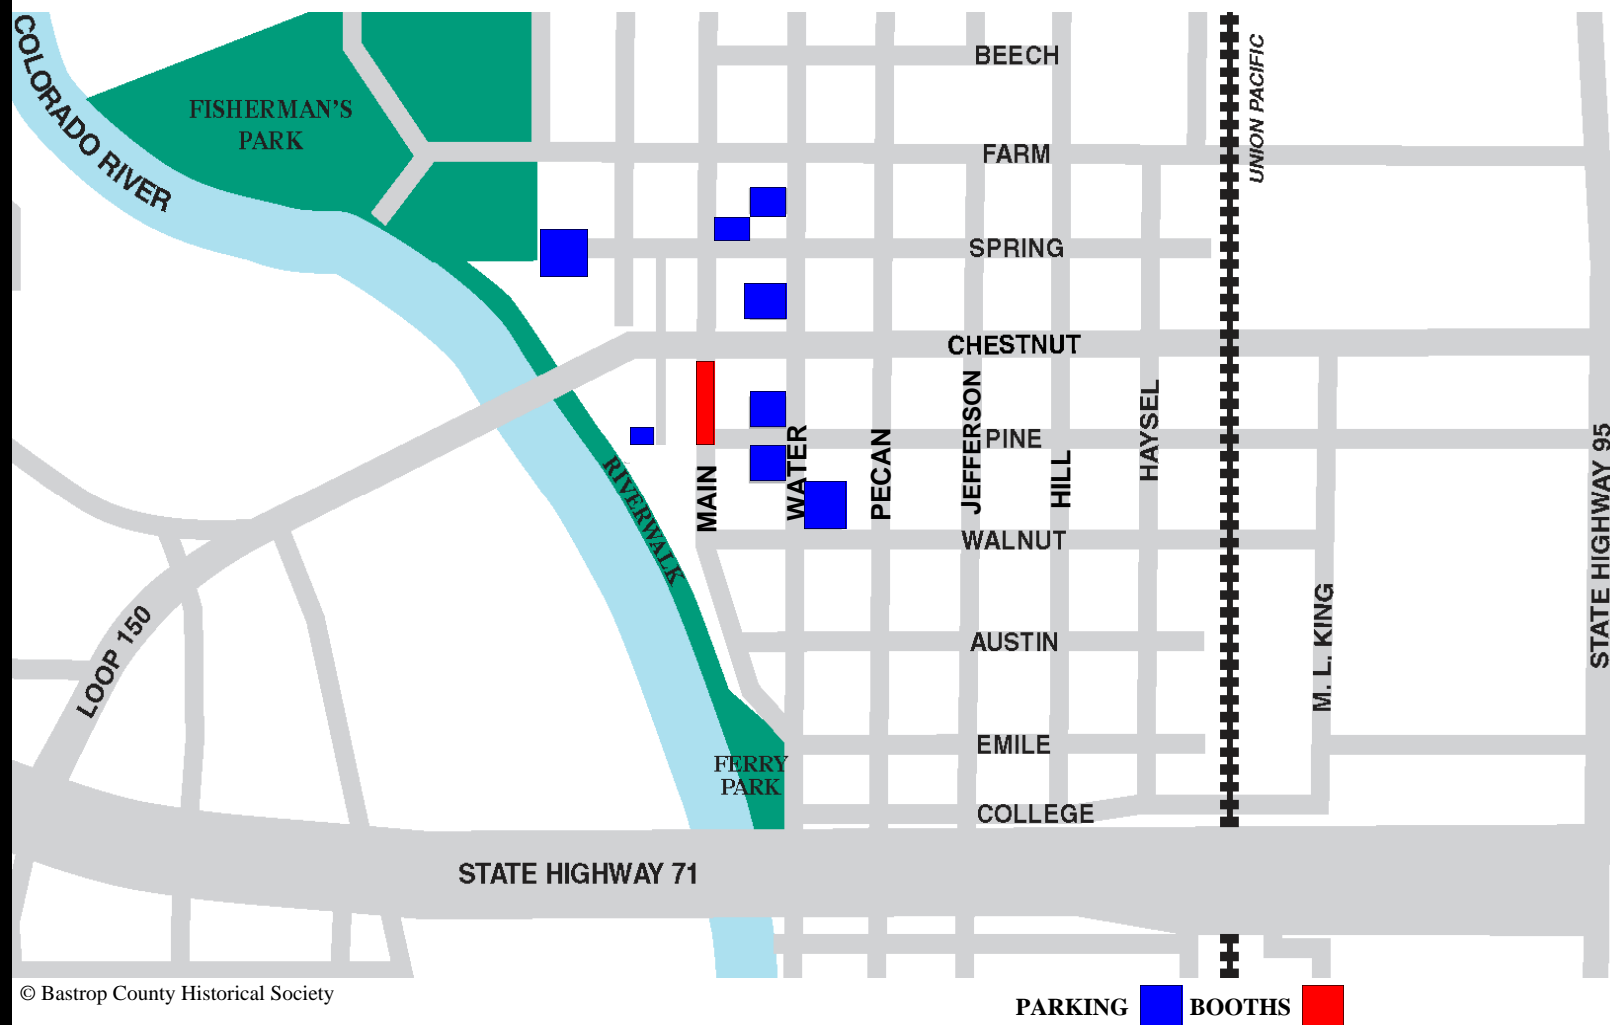 COLORADO RIVER
FISHERMAN'S
PARK
BEECH
UNION PACIFIC
FARM
SPRING
CHESTNUT
JEFFERSON
HAYSEL
PINE
WATER
PECAN
HILL
MAIN
RIVERWALK
STATE HIGHWAY 95
WALNUT
LOOP 150
AUSTIN
M. L. KING
EMILE
FERRY
PARK
COLLEGE
STATE HIGHWAY 71
© Bastrop County Historical Society
PARKING
BOOTHS